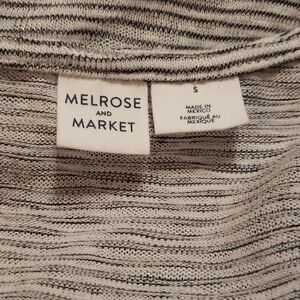 MELROSE
AND
MARKET
S
MADE IN
MEXICO
FABRIQUÉ AU
MEXIQUE